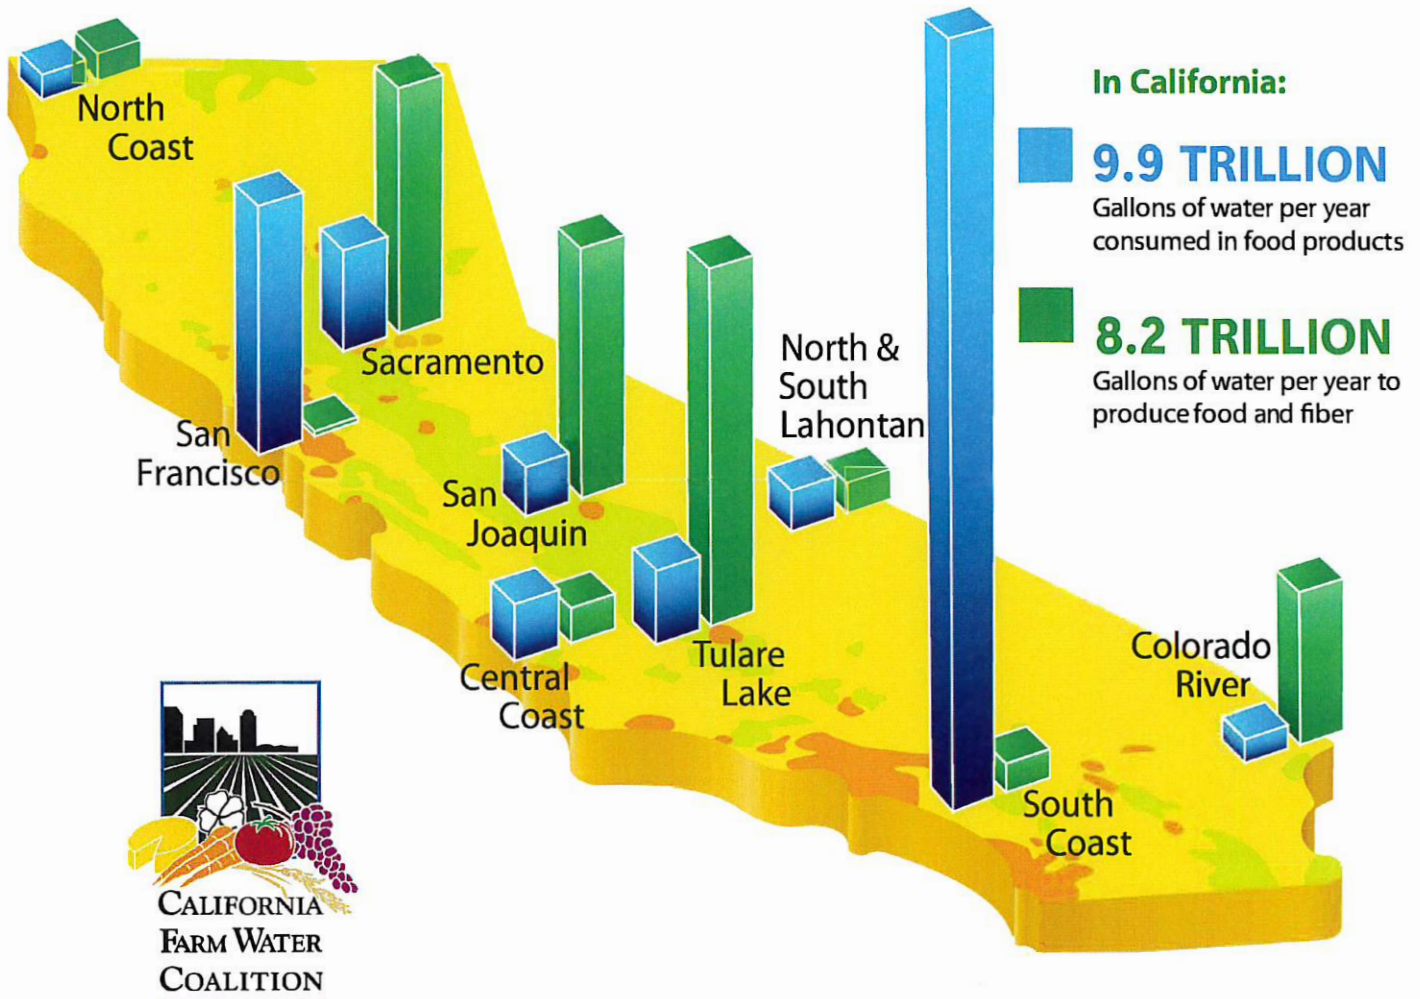 North
Coast
In California:
9.9 TRILLION
Gallons of water per year
consumed in food products
8.2 TRILLION
Gallons of water per year to
produce food and fiber
Sacramento
North &
South
Lahontan
San
Francisco
San
Joaquin
Central
Coast
Tulare
Lake
Colorado
River
South
Coast
CALIFORNIA
FARM WATER
COALITION